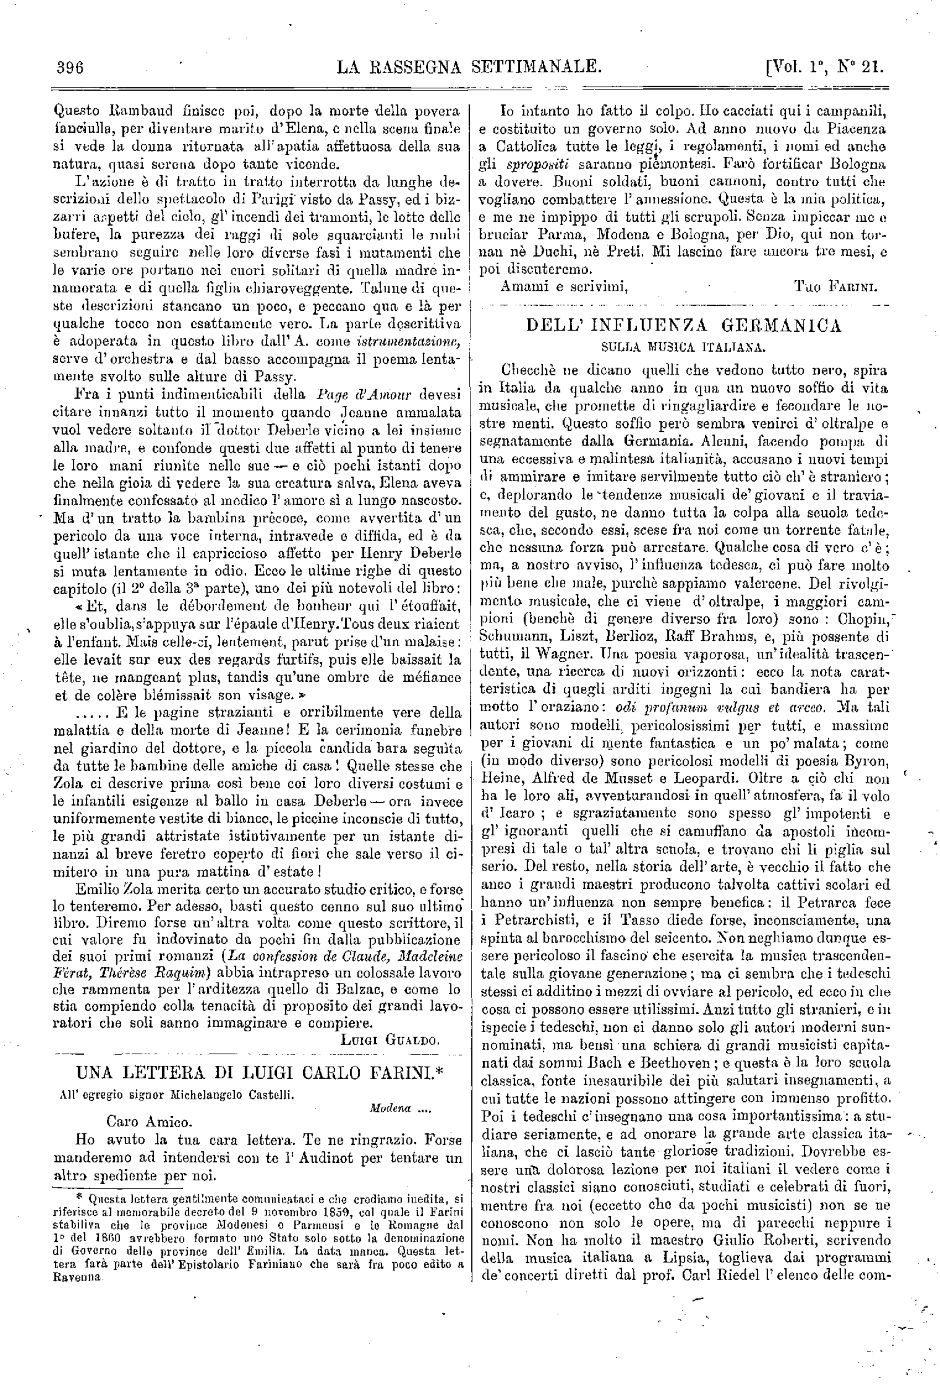 396
LA RASSEGNA SETTIMANALE.
[Vol. 1°, N° 21.
Questo Rambaud finisce poi, dopo la morte della povera
fanciulla, per diventare marito d'Elena, e nella scena finale
si vede la donna ritornata all'apatia affettuosa della sua
natura, quasi serena dopo tante vicende.
L'azione è di tratto in tratto interrotta da lunghe de-
scrizioni dello spettacolo di Parigi visto da Passy, ed i biz-
zarri aspetti del cielo, gl'incendi dei tramonti, le lotte delle
bufere, la purezza dei raggi di sole squarcianti le nubi
sembrano seguire nelle loro diverse fasi i mutamenti che
le varie ore portano nei cuori solitari di quella madre in-
namorata e di quella figlia chiaroveggente. Talune di que-
ste descrizioni stancano un poco, e peccano qua e là per
qualche tocco non esattamente vero. La parte descrittiva
è adoperata in questo libro dall'A. come istrumentazione,
serve d'orchestra e dal basso accompagna il poema lenta-
mente svolto sulle alture di Passy.
Fra i punti indimenticabili della Page d'Amour devesi
citare innanzi tutto il momento quando Jeanne ammalata
vuol vedere soltanto il dottor Deberle vicino a lei insieme
alla madre, e confonde questi due affetti al punto di tenere
le loro mani riunite nelle sue — e ciò pochi istanti dopo
che nella gioia di vedere la sua creatura salva, Elena aveva
finalmente confessato al medico l'amore sì a lungo nascosto.
Ma d'un tratto la bambina précoce, come avvertita d'un
pericolo da una voce interna, intravede e diffida, ed è da
quell'istante che il capriccioso affetto per Henry Deberle
si muta lentamente in odio. Ecco le ultime righe di questo
capitolo (il 2° della 3ª parte), uno dei più notevoli del libro:
« Et, dans le débordement de bonheur qui l'étouffait,
elle s'oublia, s'appuya sur l'épaule d'Henry. Tous deux riaient
à l'enfant. Mais celle-ci, lentement, parut prise d'un malaise:
elle levait sur eux des regards furtifs, puis elle baissait la
tête, ne mangeant plus, tandis qu'une ombre de méfiance
et de colère blémissait son visage. »
..... E le pagine strazianti e orribilmente vere della
malattia e della morte di Jeanne! E la cerimonia funebre
nel giardino del dottore, e la piccola candida bara seguita
da tutte le bambine delle amiche di casa! Quelle stesse che
Zola ci descrive prima così bene coi loro diversi costumi e
le infantili esigenze al ballo in casa Deberle — ora invece
uniformemente vestite di bianco, le piccine inconscie di tutto,
le più grandi attristate istintivamente per un istante di-
nanzi al breve feretro coperto di fiori che sale verso il ci-
mitero in una pura mattina d'estate!
Emilio Zola merita certo un accurato studio critico, e forse
lo tenteremo. Per adesso, basti questo cenno sul suo ultimo
libro. Diremo forse un'altra volta come questo scrittore, il
cui valore fu indovinato da pochi fin dalla pubblicazione
dei suoi primi romanzi (La confession de Claude, Madeleine
Férat, Thérèse Raquim) abbia intrapreso un colossale lavoro
che rammenta per l'arditezza quello di Balzac, e come lo
stia compiendo colla tenacità di proposito dei grandi lavo-
ratori che soli sanno immaginare e compiere.
LUIGI GUALDO.
UNA LETTERA DI LUIGI CARLO FARINI.*
All' egregio signor Michelangelo Castelli.
Modena ....
Caro Amico.
Ho avuto la tua cara lettera. Te ne ringrazio. Forse
manderemo ad intendersi con te l'Audinot per tentare un
altro spediente per noi.
* Questa lettera gentilmente comunicataci e che crediamo inedita, si
riferisce al memorabile decreto del 9 novembre 1859, col quale il Farini
stabiliva che le province Modenesi e Parmensi e le Romagne dal
1° del 1860 avrebbero formato uno Stato solo sotto la denominazione
di Governo delle province dell'Emilia. La data manca. Questa let-
tera farà parte dell'Epistolario Fariniano che sarà fra poco edito a
Ravenna
Io intanto ho fatto il colpo. Ho cacciati qui i campanili,
e costituito un governo solo. Ad anno nuovo da Piacenza
a Cattolica tutte le leggi, i regolamenti, i nomi ed anche
gli spropositi saranno piemontesi. Farò fortificar Bologna
a dovere. Buoni soldati, buoni cannoni, contro tutti che
vogliano combattere l'annessione. Questa è la mia politica,
e me ne impippo di tutti gli scrupoli. Senza impiccar me e
bruciar Parma, Modena e Bologna, per Dio, qui non tor-
nan nè Duchi, nè Preti. Mi lascino fare ancora tre mesi, e
poi discuteremo.
Amami e scrivimi,
Tuo FARINI.
DELL' INFLUENZA GERMANICA
SULLA MUSICA ITALIANA.
Checchè ne dicano quelli che vedono tutto nero, spira
in Italia da qualche anno in qua un nuovo soffio di vita
musicale, che promette di ringagliardire e fecondare le no-
stre menti. Questo soffio però sembra venirci d'oltralpe e
segnatamente dalla Germania. Alcuni, facendo pompa di
una eccessiva e malintesa italianità, accusano i nuovi tempi
di ammirare e imitare servilmente tutto ciò ch'è straniero;
e, deplorando le tendenze musicali de'giovani e il travia-
mento del gusto, ne danno tutta la colpa alla scuola tede-
sca, che, secondo essi, scese fra noi come un torrente fatale,
che nessuna forza può arrestare. Qualche cosa di vero c'è;
ma, a nostro avviso, l'influenza tedesca, ci può fare molto
più bene che male, purchè sappiamo valercene. Del rivolgi-
mento musicale, che ci viene d'oltralpe, i maggiori cam-
pioni (benchè di genere diverso fra loro) sono: Chopin,
Schumann, Liszt, Berlioz, Raff Brahms, e, più possente di
tutti, il Wagner. Una poesia vaporosa, un'idealità trascen-
dente, una ricerca di nuovi orizzonti: ecco la nota carat-
teristica di quegli arditi ingegni la cui bandiera ha per
motto l'oraziano: odi profanum vulgus et arceo. Ma tali
autori sono modelli pericolosissimi per tutti, e massime
per i giovani di mente fantastica e un po' malata; come
(in modo diverso) sono pericolosi modelli di poesia Byron,
Heine, Alfred de Musset e Leopardi. Oltre a ciò chi non
ha le loro ali, avventurandosi in quell'atmosfera, fa il volo
d'Icaro; e sgraziatamente sono spesso gl'impotenti e
gl'ignoranti quelli che si camuffano da apostoli incom-
presi di tale o tal'altra scuola, e trovano chi li piglia sul
serio. Del resto, nella storia dell'arte, è vecchio il fatto che
anco i grandi maestri producono talvolta cattivi scolari ed
hanno un'influenza non sempre benefica: il Petrarca fece
i Petrarchisti, e il Tasso diede forse, inconsciamente, una
spinta al barocchismo del seicento. Non neghiamo dunque es-
sere pericoloso il fascino che esercita la musica trascenden-
tale sulla giovane generazione; ma ci sembra che i tedeschi
stessi ci additino i mezzi di ovviare al pericolo, ed ecco in che
cosa ci possono essere utilissimi. Anzi tutto gli stranieri, e in
ispecie i tedeschi, non ci danno solo gli autori moderni sun-
nominati, ma bensì una schiera di grandi musicisti capita-
nati dai sommi Bach e Beethoven; e questa è la loro scuola
classica, fonte inesauribile dei più salutari insegnamenti, a
cui tutte le nazioni possono attingere con immenso profitto.
Poi i tedeschi c'insegnano una cosa importantissima: a stu-
diare seriamente, e ad onorare la grande arte classica ita-
liana, che ci lasciò tante gloriose tradizioni. Dovrebbe es-
sere una dolorosa lezione per noi italiani il vedere come i
nostri classici siano conosciuti, studiati e celebrati di fuori,
mentre fra noi (eccetto che da pochi musicisti) non se ne
conoscono non solo le opere, ma di parecchi neppure i
nomi. Non ha molto il maestro Giulio Roberti, scrivendo
della musica italiana a Lipsia, toglieva dai programmi
de'concerti diretti dal prof. Carl Riedel l'elenco delle com-